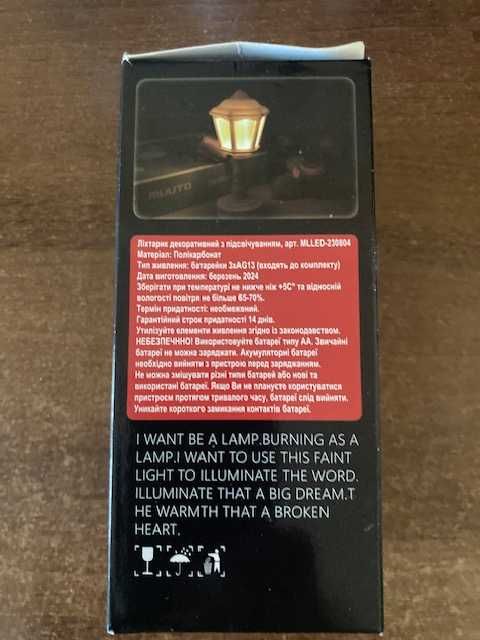 MUUTO
Ліхтарик декоративний з підсвічуванням, арт. MLLED-230804
Матеріал: Полікарбонат
Тип живлення: батарейки 3xAG13 (входять до комплекту)
Дата виготовлення: березень 2024
Зберігати при температурі не нижче ніж +5С° та відносній
вологості повітря не більше 65-70%.
Термін придатності: необмежений.
Гарантійний строк придатності 14 днів.
Утилізуйте елементи живлення згідно із законодавством.
НЕБЕЗПЕЧННО! Використовуйте батареї типу АА. Звичайні
батареї не можна заряджати. Акумуляторні батареї
необхідно вийняти з пристрою перед заряджанням.
Не можна змішувати різні типи батарей або нові та
використані батареї. Якщо Ви не плануєте користуватися
пристроєм протягом тривалого часу, батареї слід вийняти.
Уникайте короткого замикання контактів батареї.
I WANT BE A LAMP.BURNING AS A
LAMP.I WANT TO USE THIS FAINT
LIGHT TO ILLUMINATE THE WORD.
ILLUMINATE THAT A BIG DREAM.T
HE WARMTH THAT A BROKEN
HEART.